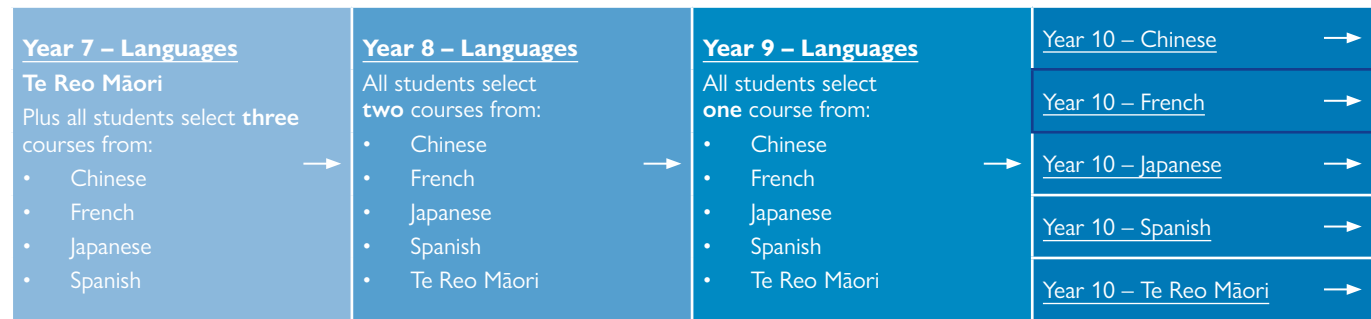 Year 7 – Languages
Te Reo Māori
Plus all students select three
courses from:
• Chinese
• French
• Japanese
• Spanish
Year 8 – Languages
All students select
two courses from:
• Chinese
• French
• Japanese
• Spanish
• Te Reo Māori
Year 9 – Languages
All students select
one course from:
• Chinese
• French
• Japanese
• Spanish
• Te Reo Māori
Year 10 – Chinese
Year 10 – French
Year 10 – Japanese
Year 10 – Spanish
Year 10 – Te Reo Māori